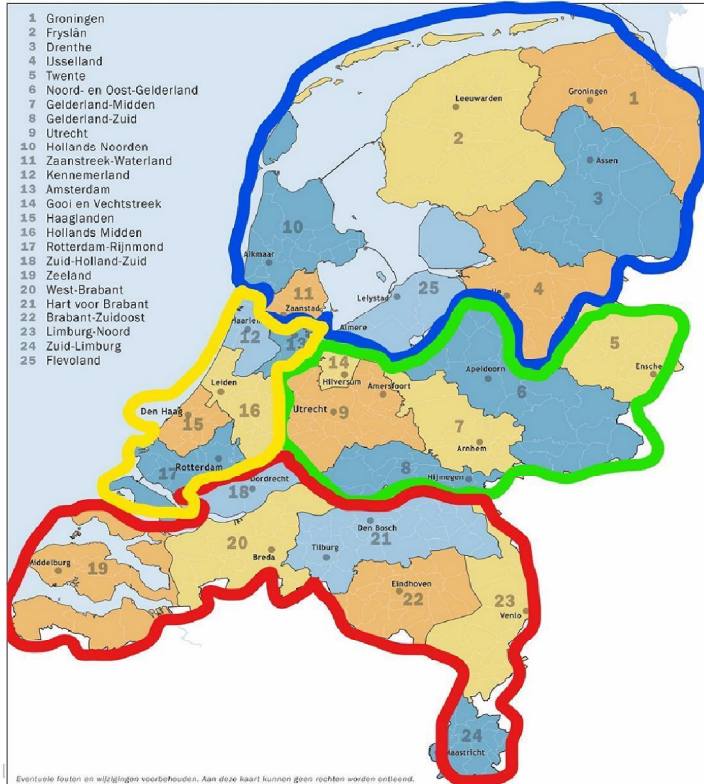 1 Groningen
2 Fryslân
3 Drenthe
4 IJsselland
5 Twente
6 Noord- en Oost-Gelderland
7 Gelderland-Midden
8 Gelderland-Zuid
9 Utrecht
10 Hollands Noorden
11 Zaanstreek-Waterland
12 Kennemerland
13 Amsterdam
14 Gooi en Vechtstreek
15 Haaglanden
16 Hollands Midden
17 Rotterdam-Rijnmond
18 Zuid-Holland-Zuid
19 Zeeland
20 West-Brabant
21 Hart voor Brabant
22 Brabant-Zuidoost
23 Limburg-Noord
24 Zuid-Limburg
25 Flevoland
Leeuwarden
Groningen
1
2
Assen
3
10
Alkmaar
11
Zaanstad
Lelystad
25
4
Haarlem
12
13
Almere
5
Enschede
14
Hilversum
Apeldoorn
6
Leiden
Amersfoort
Den Haag
15
16
Utrecht
9
7
Arnhem
Rotterdam
17
8
Nijmegen
18
Dordrecht
Den Bosch
21
20
Breda
Tilburg
Middelburg
19
Eindhoven
22
23
Venlo
24
Maastricht
Eventuele fouten en wijzigingen voorbehouden. Aan deze kaart kunnen geen rechten worden ontleend.